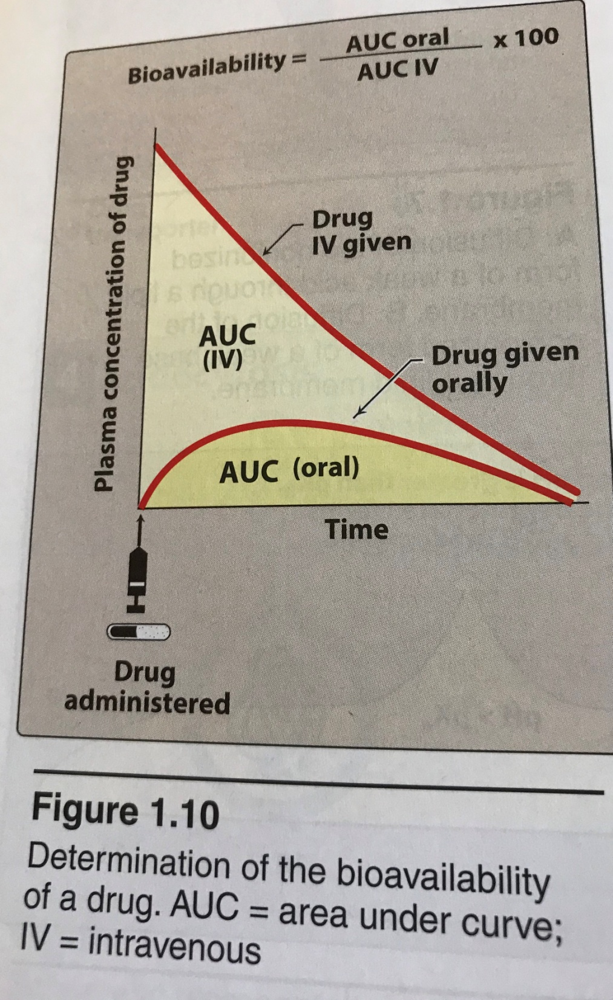 Bioavailability = AUC oral x 100
AUC IV
Plasma concentration of drug
Drug
IV given
AUC
(IV)
Drug given
orally
AUC (oral)
Time
Drug
administered
Figure 1.10
Determination of the bioavailability
of a drug. AUC = area under curve;
IV = intravenous